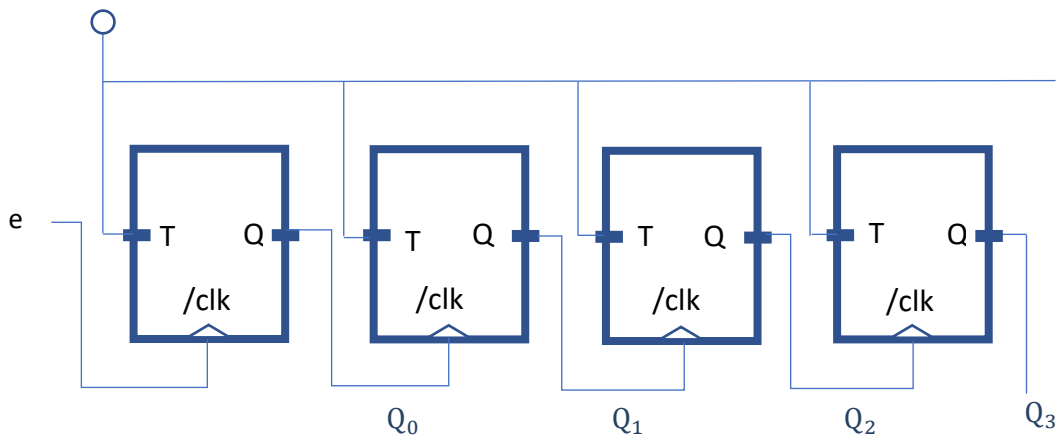 e
T Q T Q T Q T Q
/clk /clk /clk /clk
Q₀ Q₁ Q₂ Q₃